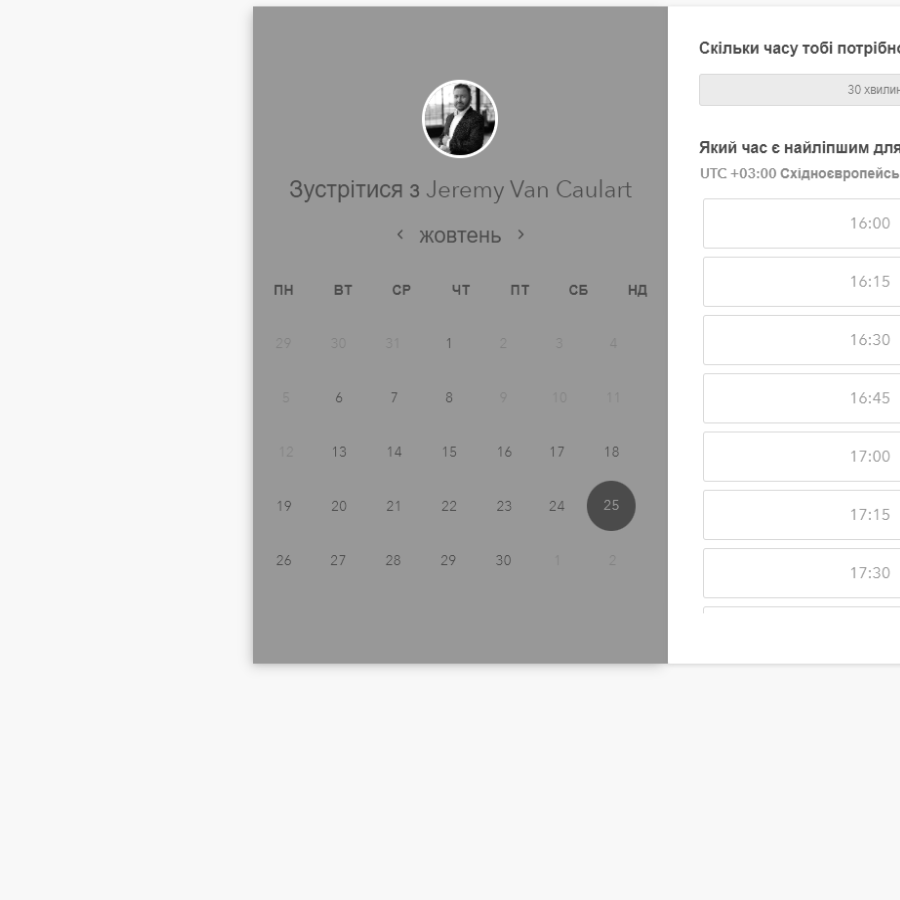 Зустрітися з Jeremy Van Caulart
жовтень
ПН ВТ СР ЧТ ПТ СБ НД
29 30 31 1 2 3 4
5 6 7 8 9 10 11
12 13 14 15 16 17 18
19 20 21 22 23 24 25
26 27 28 29 30 1 2
Скільки часу тобі
30
Який час є найліпшим для
UTC +03:00
16:00
16:15
16:30
16:45
17:00
17:15
17:30